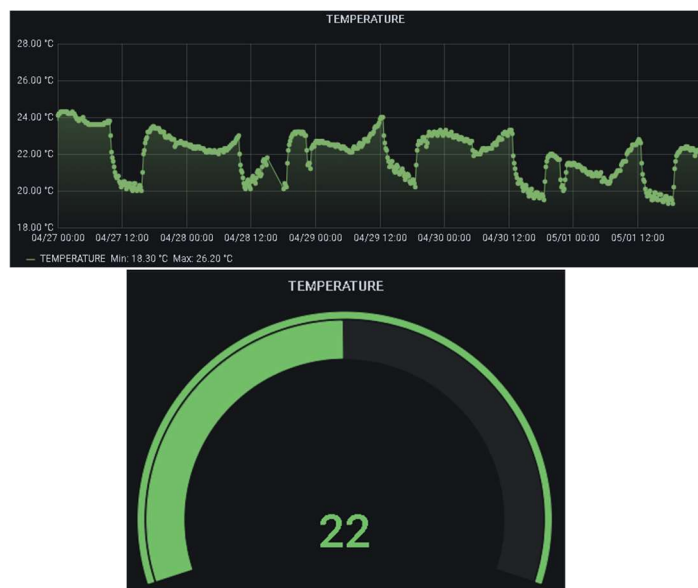 TEMPERATURE
28.00 °C
26.00 °C
24.00 °C
22.00 °C
20.00 °C
18.00 °C
04/27 00:00 04/27 12:00 04/28 00:00 04/28 12:00 04/29 00:00 04/29 12:00 04/30 00:00 04/30 12:00 05/01 00:00 05/01 12:00
TEMPERATURE Min: 18.30 °C Max: 26.20 °C
TEMPERATURE
22